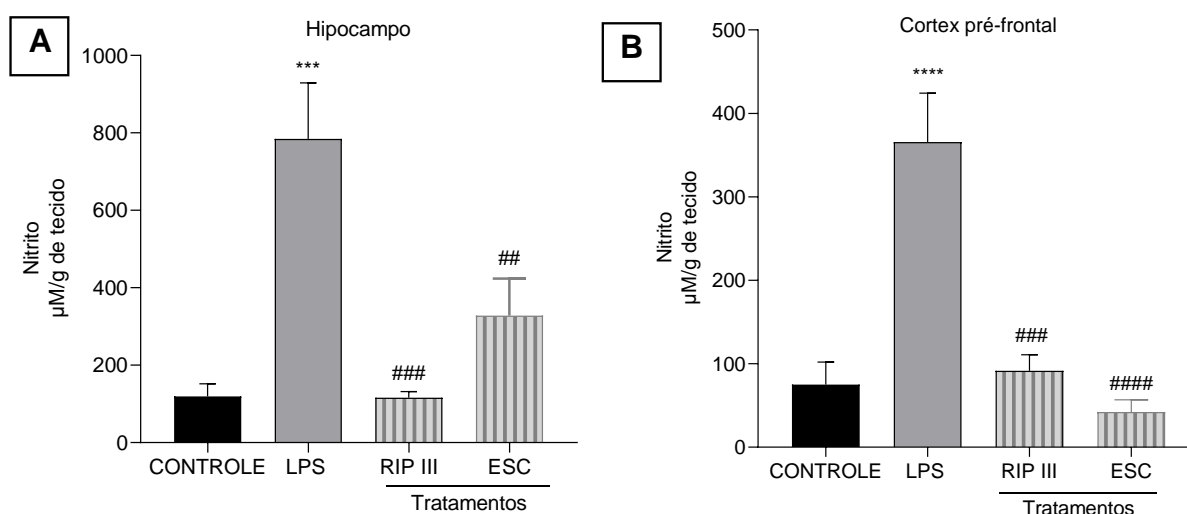 A
Hipocampo
Nitrito
µM/g de tecido
1000
800
600
400
200
0
***
###
##
CONTROLE
LPS
RIP III
ESC
Tratamentos
B
Cortex pré-frontal
Nitrito
µM/g de tecido
500
400
300
200
100
0
****
###
####
CONTROLE
LPS
RIP III
ESC
Tratamentos